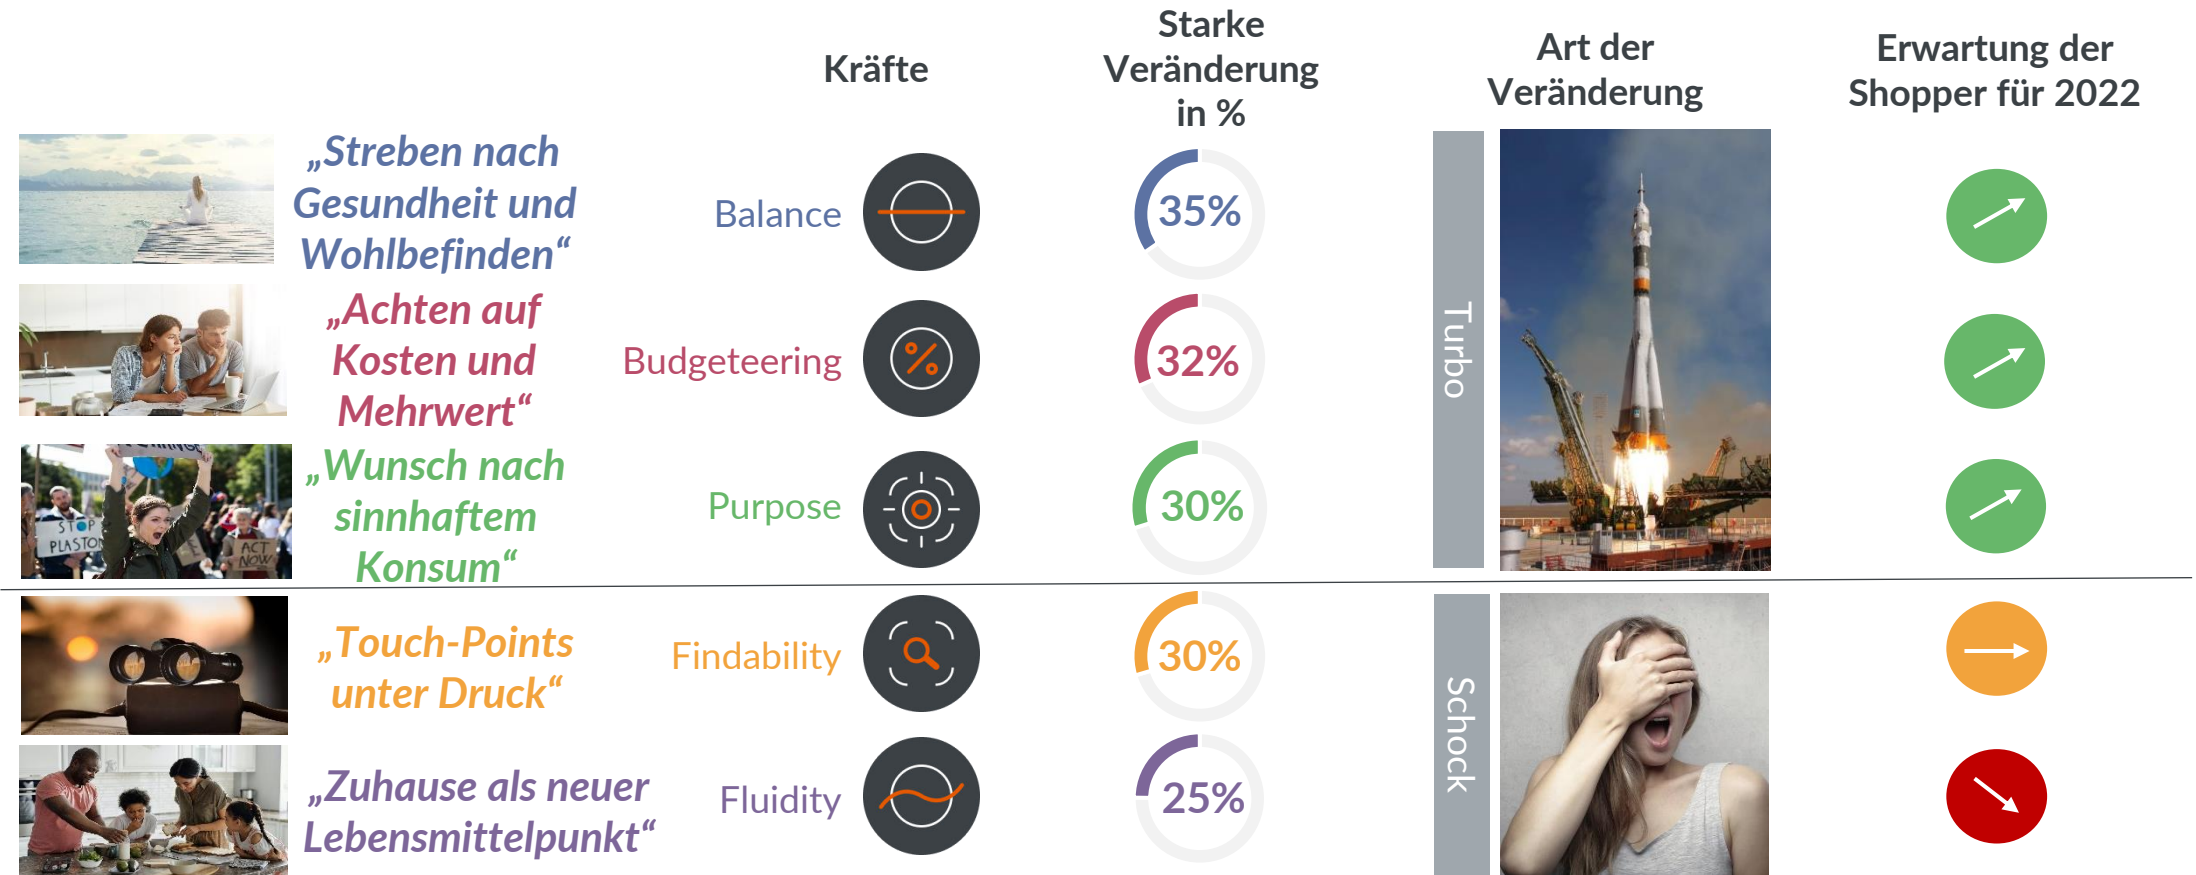 Kräfte
Starke
Veränderung
in %
Art der
Veränderung
Erwartung der
Shopper für 2022
„Streben nach
Gesundheit und
Wohlbefinden“
Balance
35%
„Achten auf
Kosten und
Mehrwert“
Budgeteering
%
32%
Turbo
„Wunsch nach
sinnhaftem
Konsum“
Purpose
30%
STOP
ACT
NOW
„Touch-Points
unter Druck“
Findability
30%
Schock
„Zuhause als neuer
Lebensmittelpunkt“
Fluidity
25%